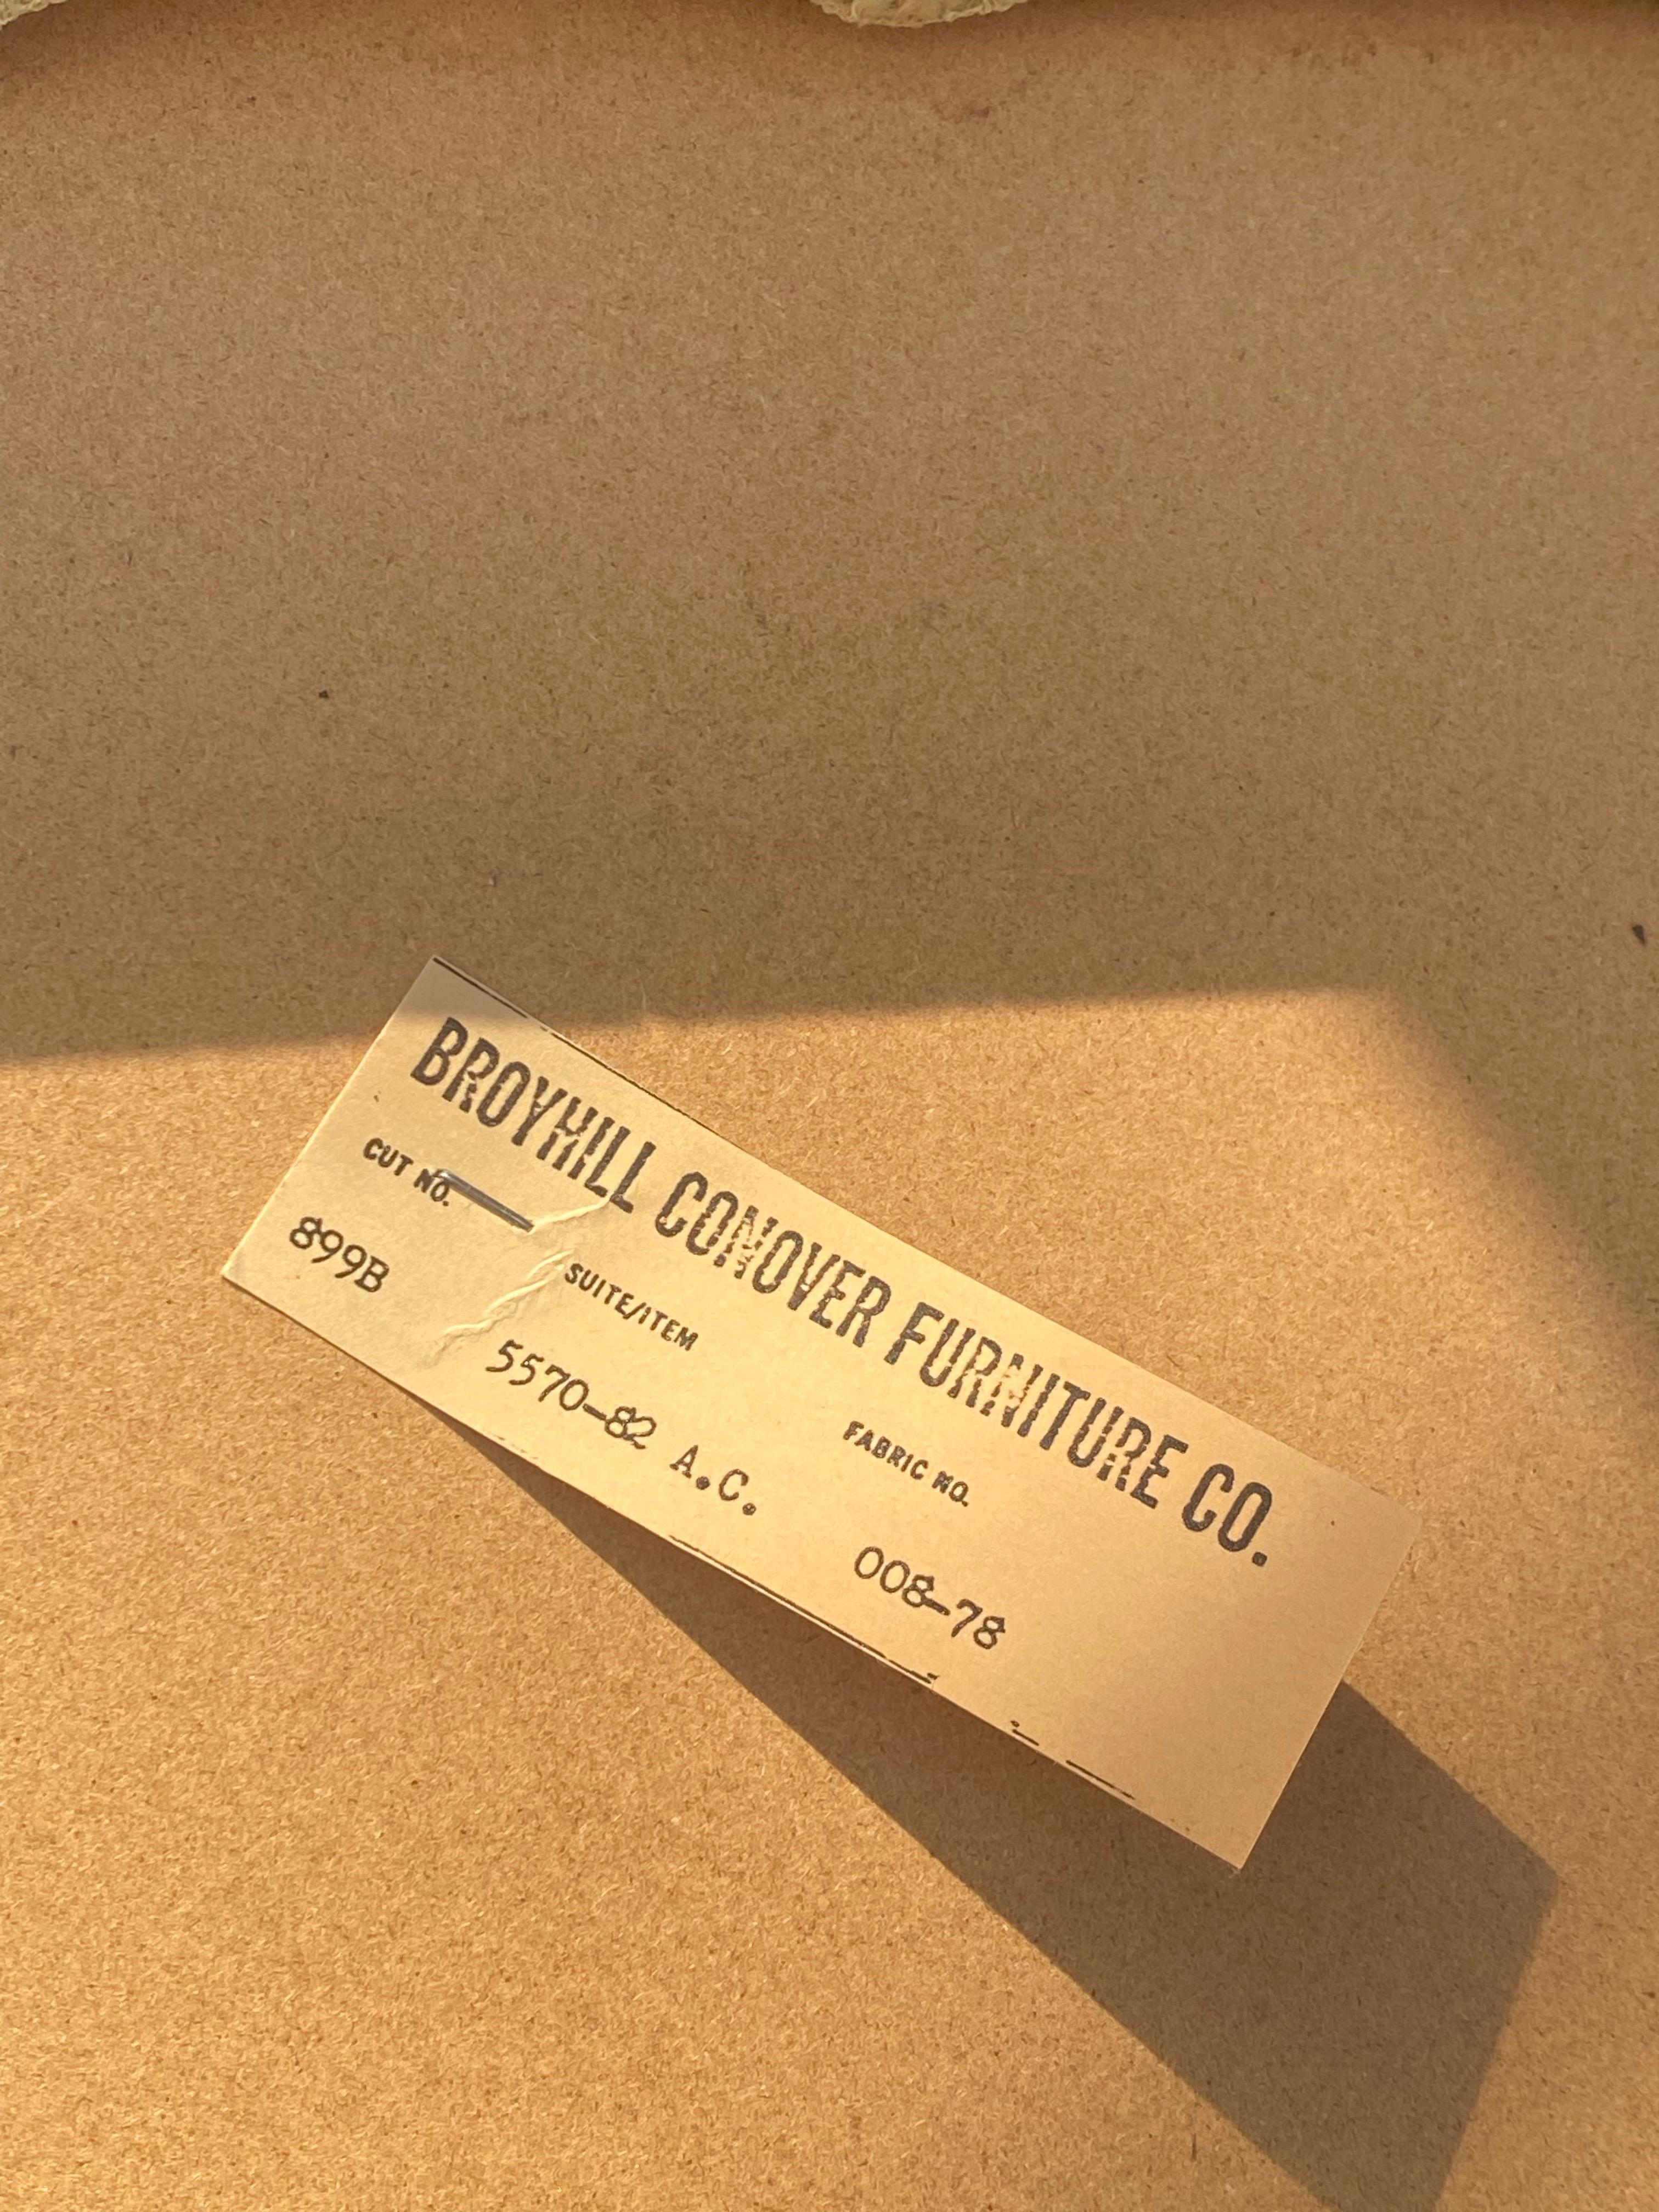 BROYHILL CONOVER FURNITURE CO.
CUT NO. SUITE/ITEM FABRIC NO.
899B 5570-82 A.C. 008-78